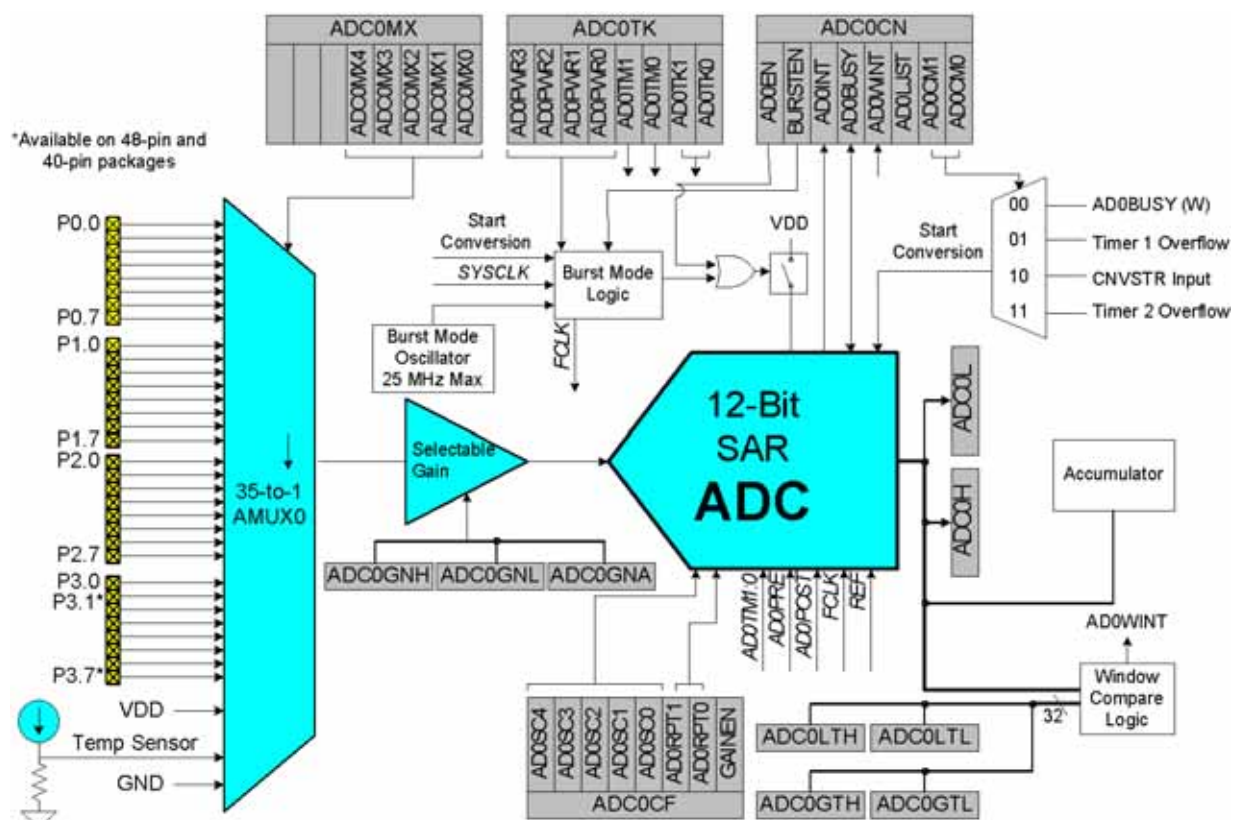 ADC0MX
ADC0MX4
ADC0MX3
ADC0MX2
ADC0MX1
ADC0MX0
ADC0TK
AD0PWR3
AD0PWR2
AD0PWR1
AD0PWR0
AD0TM1
AD0TM0
AD0TK1
AD0TK0
ADC0CN
AD0EN
BURSTEN
AD0INT
AD0BUSY
AD0WINT
AD0LJST
AD0CM1
AD0CM0
*Available on 48-pin and
40-pin packages
P0.0
P0.7
P1.0
P1.7
P2.0
P2.7
P3.0
P3.1*
P3.7*
VDD
Temp Sensor
GND
35-to-1
AMUX0
Start
Conversion
SYSCLK
Burst Mode
Logic
Burst Mode
Oscillator
25 MHz Max
FCLK
VDD
Start
Conversion
00
01
10
11
AD0BUSY (W)
Timer 1 Overflow
CNVSTR Input
Timer 2 Overflow
Selectable
Gain
12-Bit
SAR
ADC
ADC0L
ADC0H
Accumulator
ADC0GNH
ADC0GNL
ADC0GNA
AD0TM1:0
AD0PRE
AD0POST
FCLK
REF
AD0WINT
Window
Compare
Logic
32
AD0SC4
AD0SC3
AD0SC2
AD0SC1
AD0SC0
AD0RPT1
AD0RPT0
GAINEN
ADC0CF
ADC0LTH
ADC0LTL
ADC0GTH
ADC0GTL